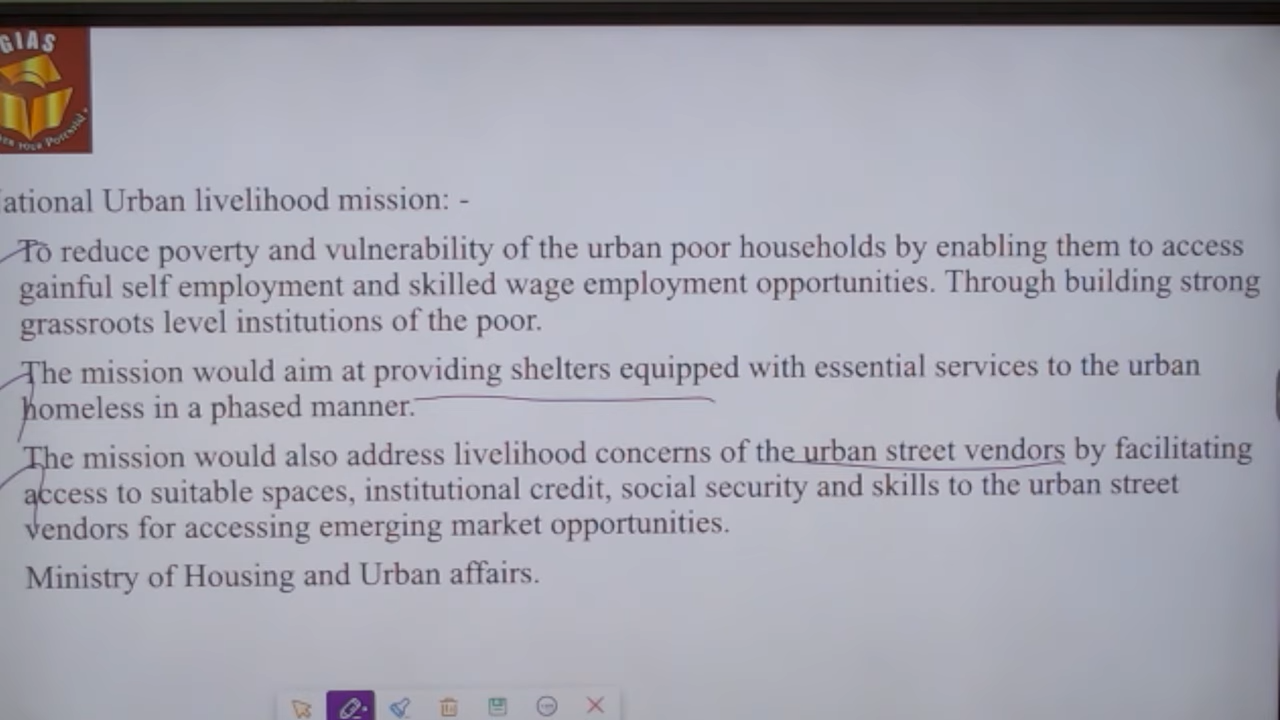 GIAS
YOUR Potential
ational Urban livelihood mission: -
To reduce poverty and vulnerability of the urban poor households by enabling them to access
gainful self employment and skilled wage employment opportunities. Through building strong
grassroots level institutions of the poor.
The mission would aim at providing shelters equipped with essential services to the urban
homeless in a phased manner.
The mission would also address livelihood concerns of the urban street vendors by facilitating
access to suitable spaces, institutional credit, social security and skills to the urban street
vendors for accessing emerging market opportunities.
Ministry of Housing and Urban affairs.